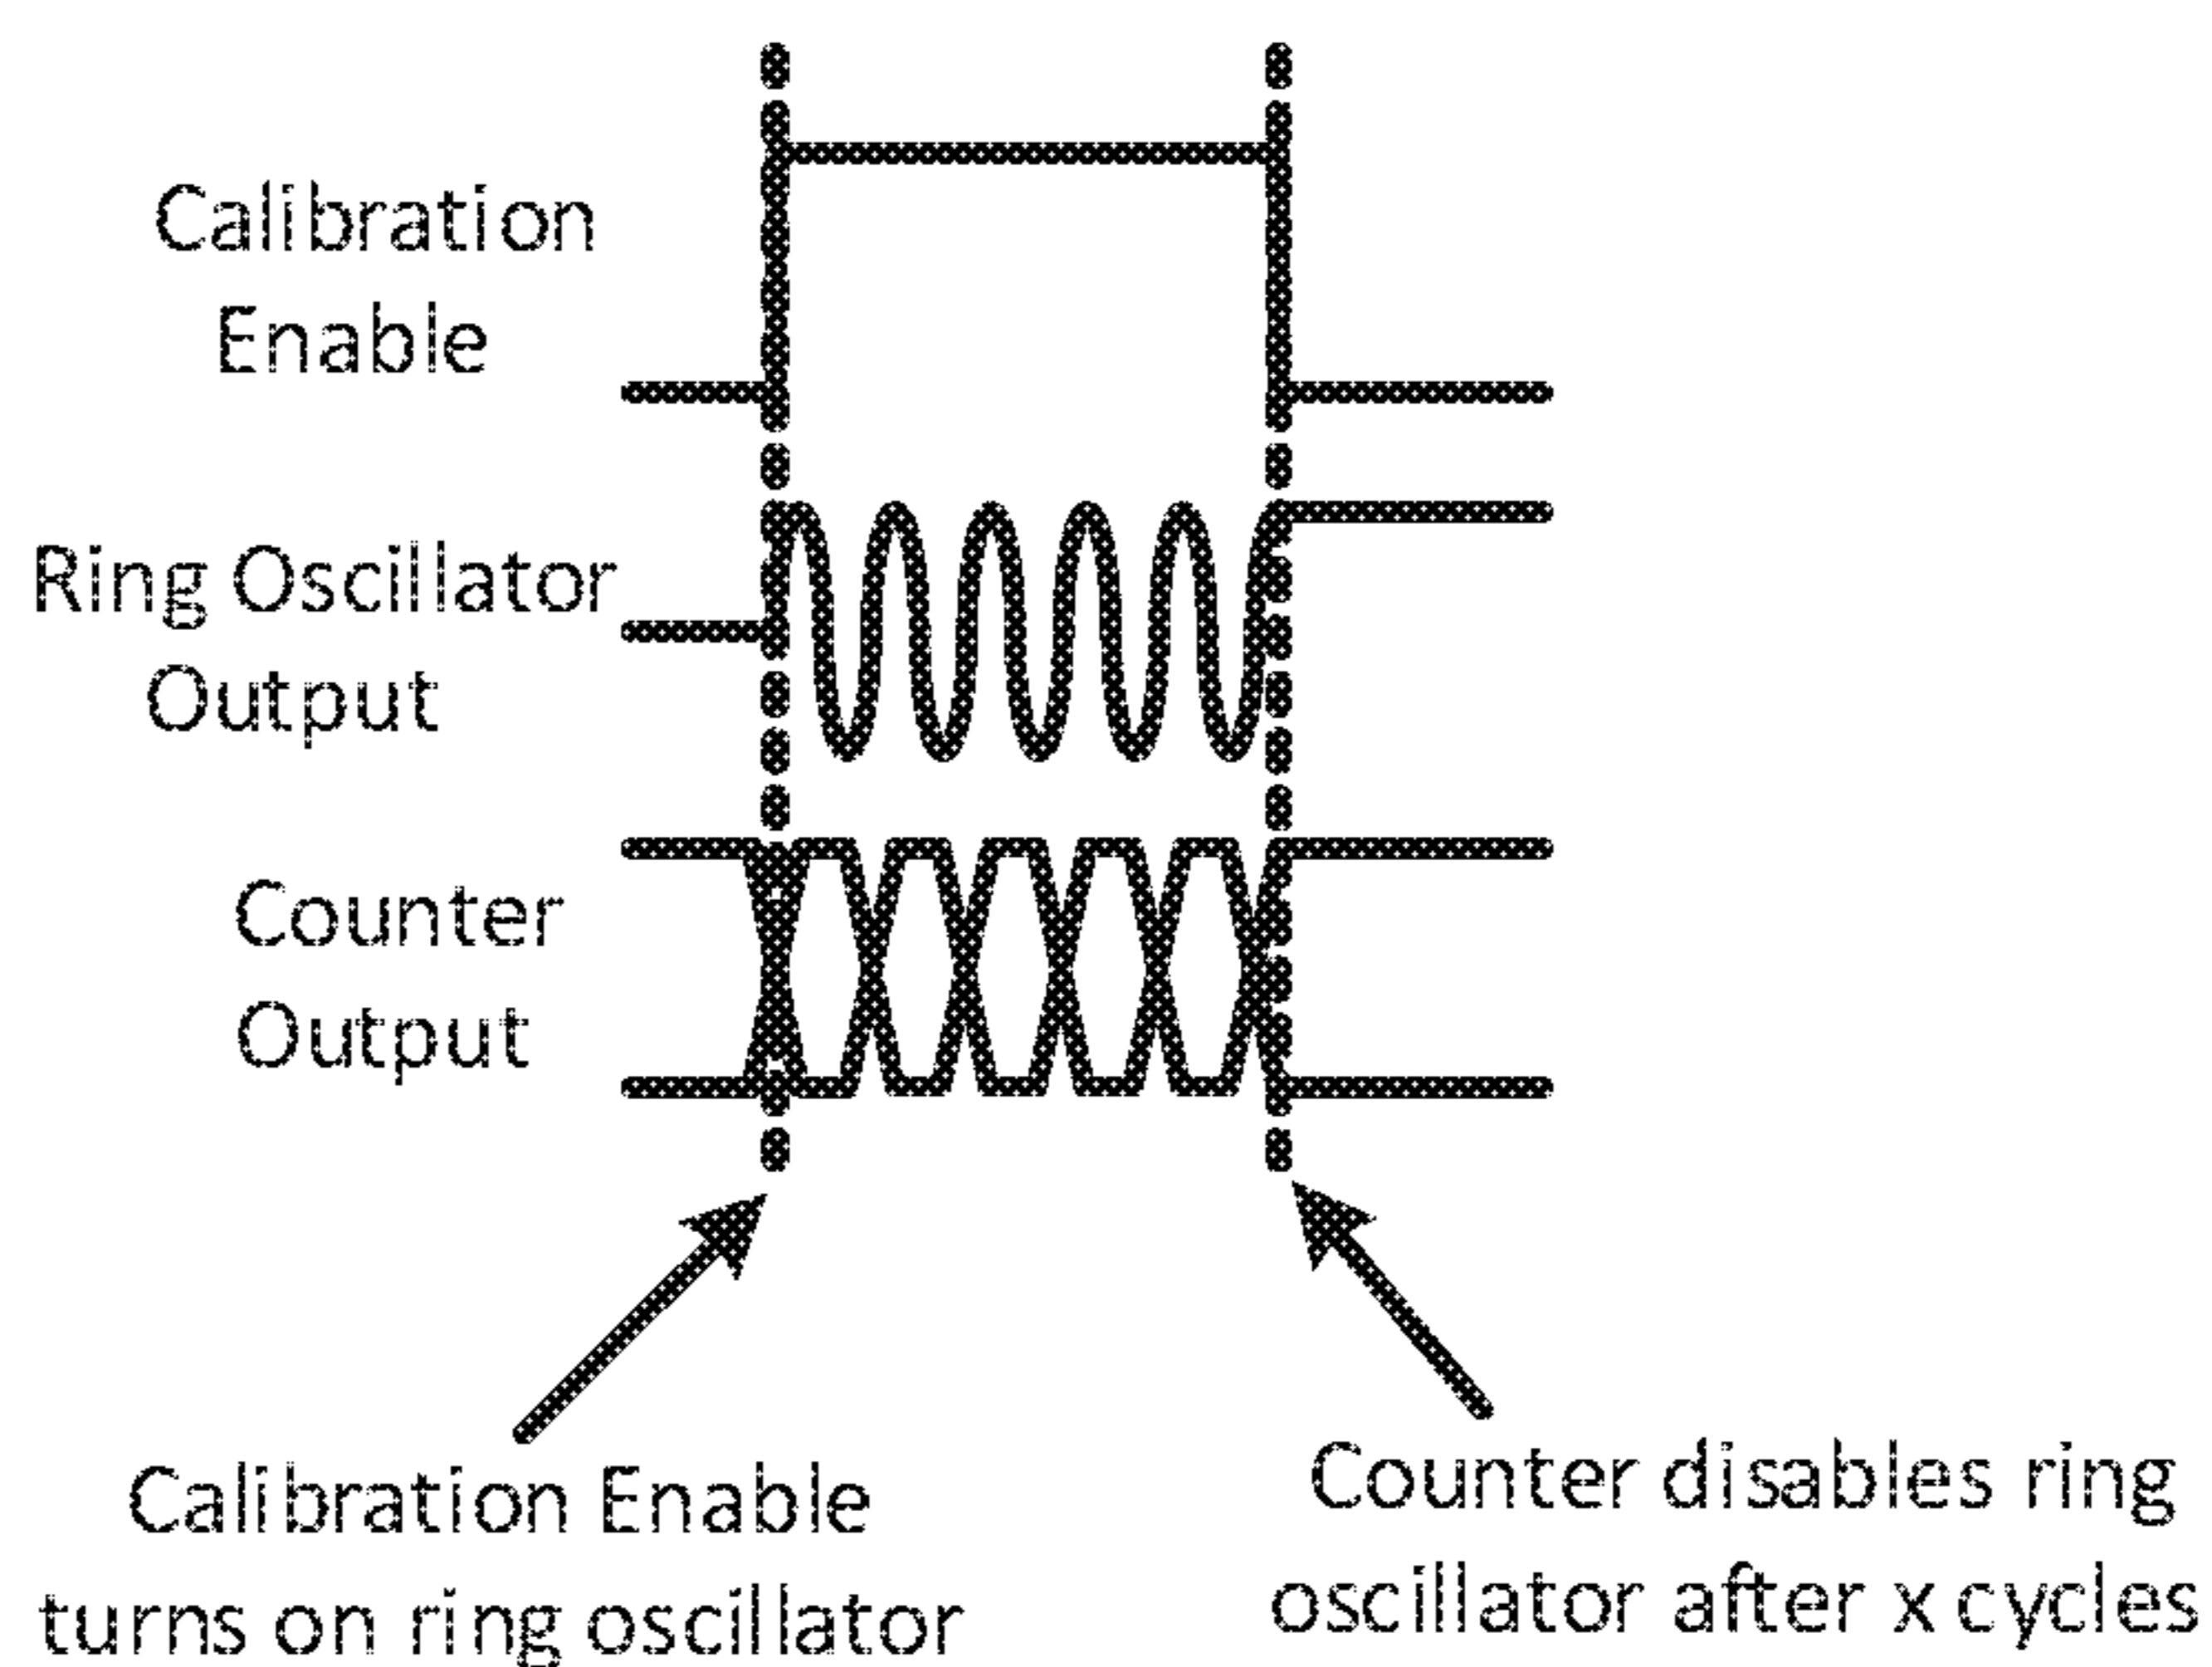 Calibration
Enable
Ring Oscillator
Output
Counter
Output
Calibration Enable
turns on ring oscillator
Counter disables ring
oscillator after x cycles